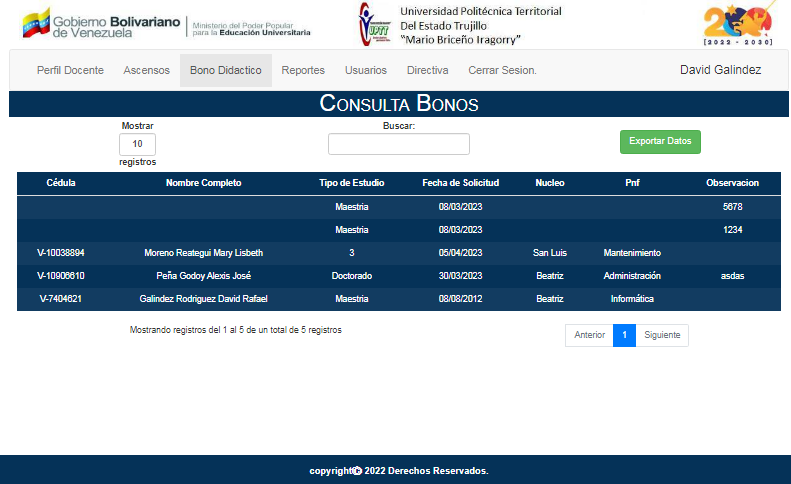 Gobierno Bolivariano
de Venezuela
Ministerio del Poder Popular
para la Educación Universitaria
UPTT
Universidad Politécnica Territorial
Del Estado Trujillo
"Mario Briceño Iragorry"
200
[2022 - 2030]
Perfil Docente Ascensos Bono Didactico Reportes Usuarios Directiva Cerrar Sesion. David Galindez
Consulta Bonos
Mostrar
10
registros
Buscar:
Exportar Datos
Cédula Nombre Completo Tipo de Estudio Fecha de Solicitud Nucleo Pnf Observacion
Maestria 08/03/2023 5678
Maestria 08/03/2023 1234
V-10038894 Moreno Reategui Mary Lisbeth 3 05/04/2023 San Luis Mantenimiento
V-10906610 Peña Godoy Alexis José Doctorado 30/03/2023 Beatriz Administración asdas
V-7404621 Galindez Rodriguez David Rafael Maestria 08/08/2012 Beatriz Informática
Mostrando registros del 1 al 5 de un total de 5 registros
Anterior 1 Siguiente
copyright© 2022 Derechos Reservados.